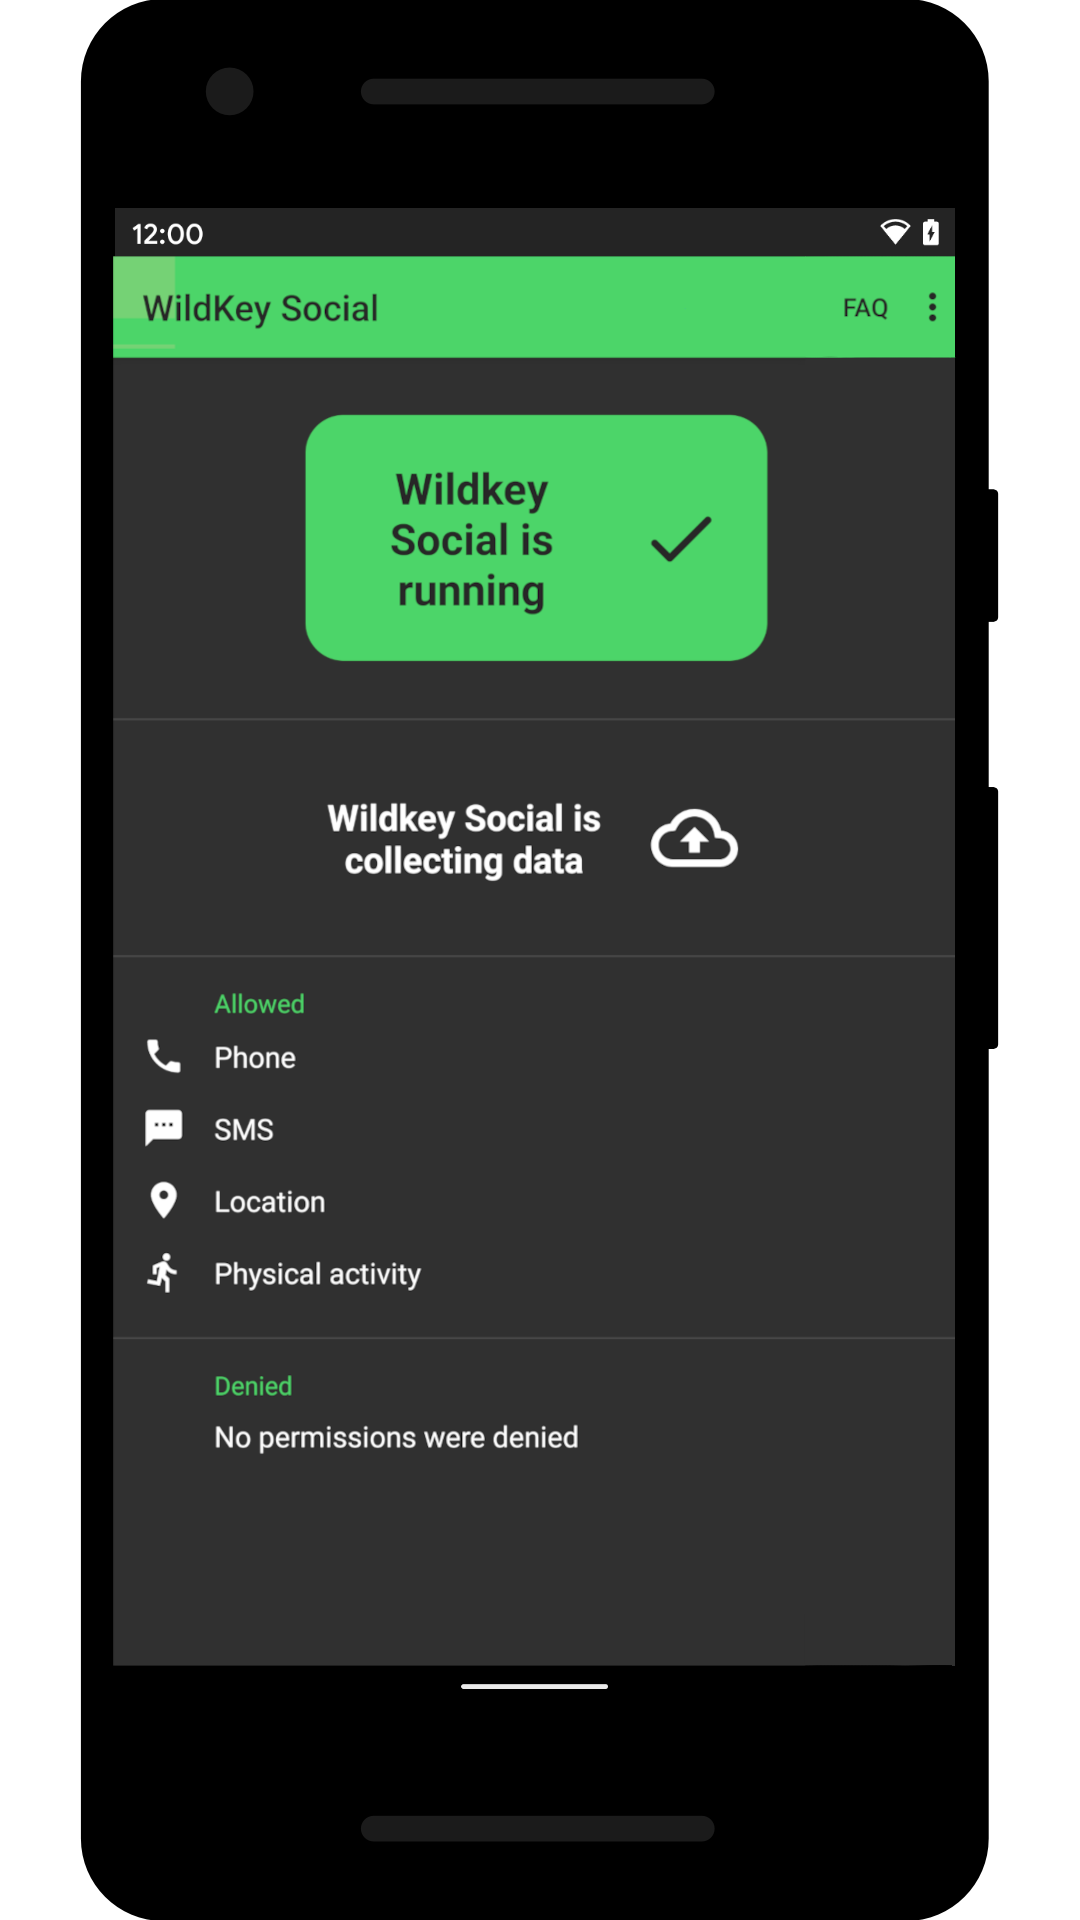 12:00
WildKey Social
FAQ
Wildkey
Social is
running
Wildkey Social is
collecting data
Allowed
Phone
SMS
Location
Physical activity
Denied
No permissions were denied